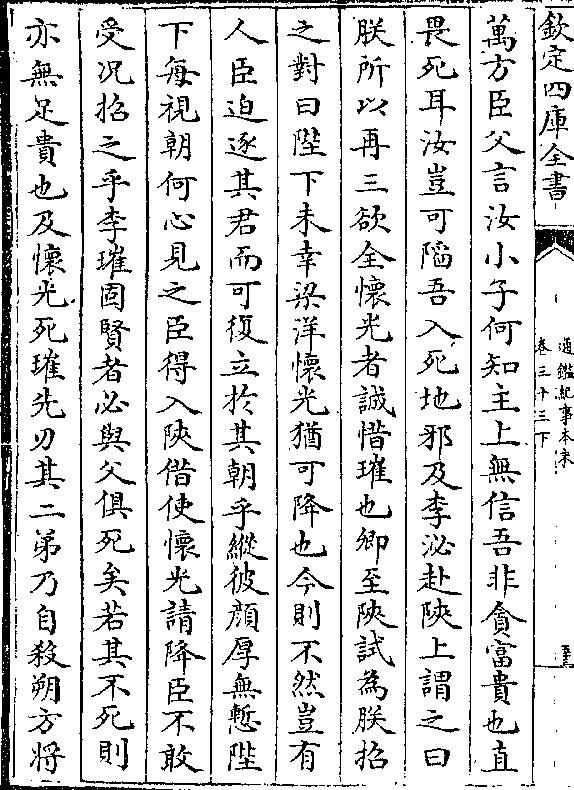 欽定四庫全書
通鑑紀事本末
卷三十三下
萬方臣父言汝小子何知主上無信吾非貪富貴也直
畏死耳汝豈可陷吾入死地邪及李泌赴陜上謂之曰
朕所以再三欲全懷光者誠惜璀也卿至陜試為朕招
之對曰陛下未幸梁洋懷光猶可降也今則不然豈有
人臣迫逐其君而可復立於其朝乎縱彼顔厚無慙陛
下每視朝何心見之臣得入陜借使懷光請降臣不敢
受况招之乎李璀固賢者必與父俱死矣若其不死則
亦無足貴也及懷光死璀先刃其二弟乃自殺朔方將